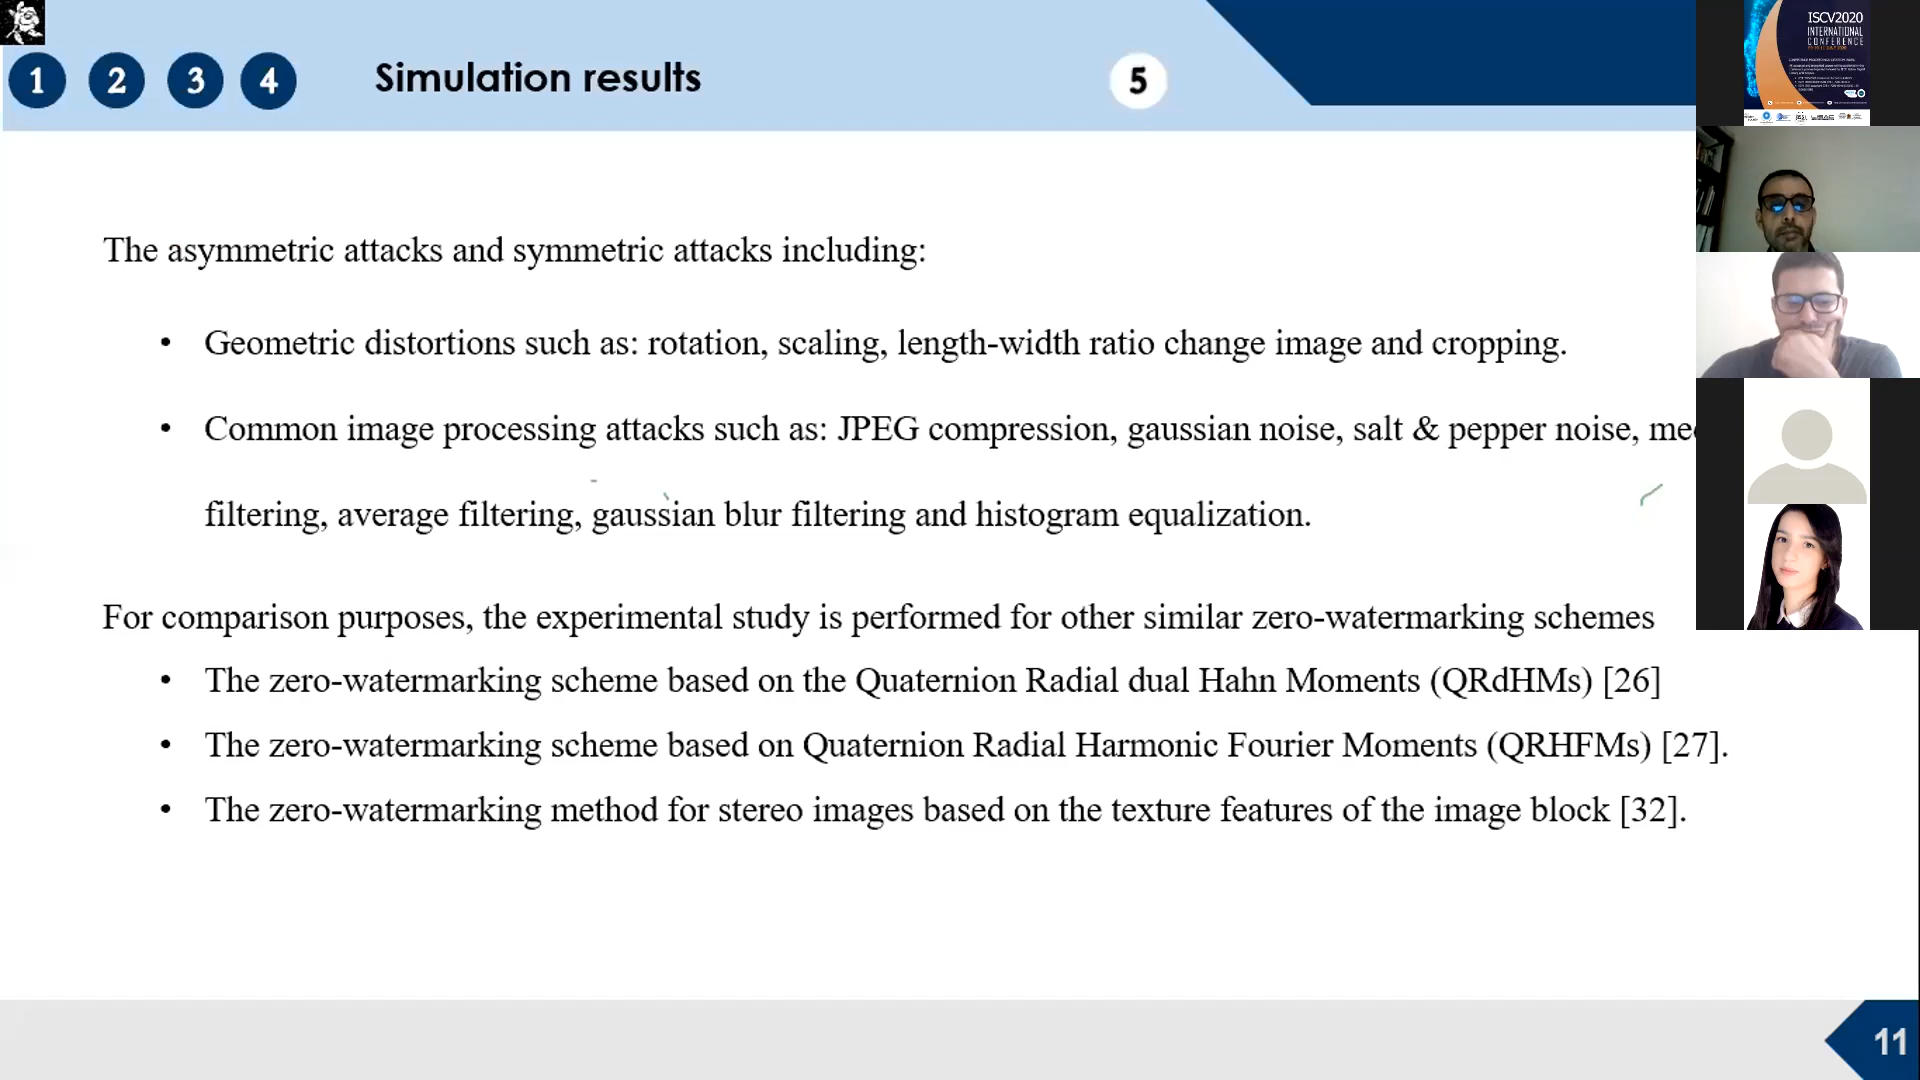 1 2 3 4 Simulation results 5
ISCV2020
INTERNATIONAL
CONFERENCE
The asymmetric attacks and symmetric attacks including:
• Geometric distortions such as: rotation, scaling, length-width ratio change image and cropping.
• Common image processing attacks such as: JPEG compression, gaussian noise, salt & pepper noise,
filtering, average filtering, gaussian blur filtering and histogram equalization.
For comparison purposes, the experimental study is performed for other similar zero-watermarking schemes
• The zero-watermarking scheme based on the Quaternion Radial dual Hahn Moments (QRdHMs) [26]
• The zero-watermarking scheme based on Quaternion Radial Harmonic Fourier Moments (QRHFMs) [27].
• The zero-watermarking method for stereo images based on the texture features of the image block [32].
11